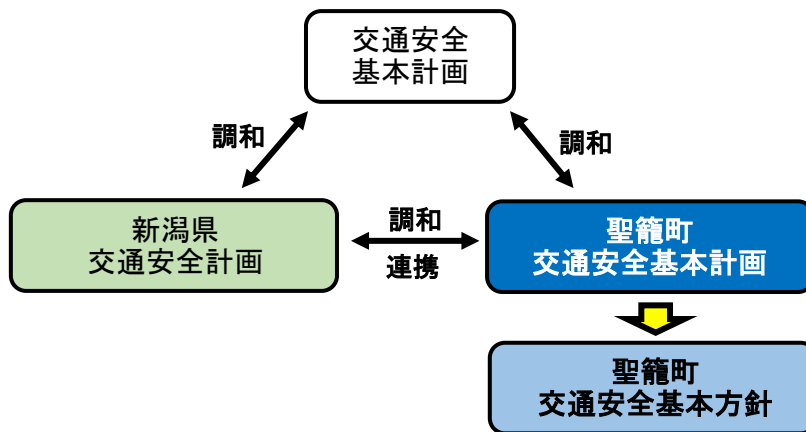 交通安全
基本計画
調和
調和
新潟県
交通安全計画
調和
連携
聖籠町
交通安全基本計画
聖籠町
交通安全基本方針